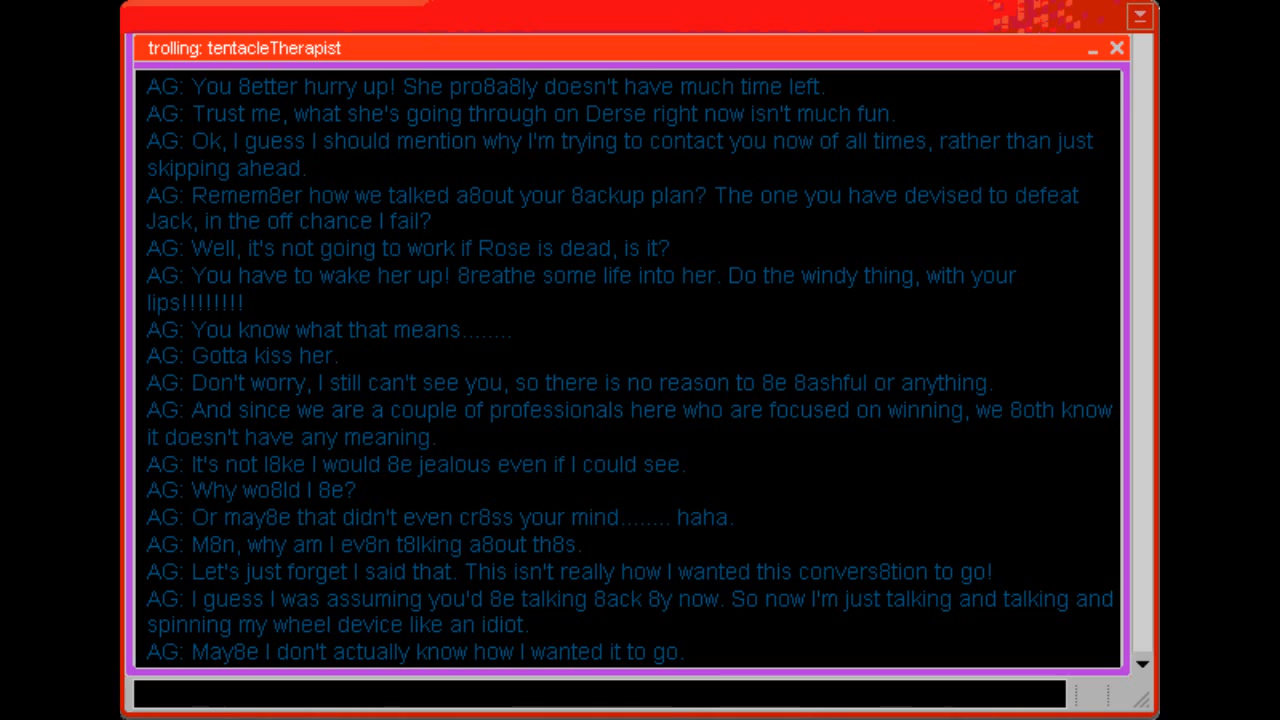 trolling: tentacleTherapist
AG: You 8etter hurry up! She pro8a8ly doesn't have much time left.
AG: Trust me, what she's going through on Derse right now isn't much fun.
AG: Ok, I guess I should mention why I'm trying to contact you now of all times, rather than just
skipping ahead.
AG: Remem8er how we talked a8out your 8ackup plan? The one you have devised to defeat
Jack, in the off chance I fail?
AG: Well, it's not going to work if Rose is dead, is it?
AG: You have to wake her up! 8reathe some life into her. Do the windy thing, with your
lips!!!!!!!!
AG: You know what that means........
AG: Gotta kiss her.
AG: Don't worry, I still can't see you, so there is no reason to 8e 8ashful or anything.
AG: And since we are a couple of professionals here who are focused on winning, we 8oth know
it doesn't have any meaning.
AG: It's not l8ke I would 8e jealous even if I could see.
AG: Why wo8ld I 8e?
AG: Or may8e that didn't even cr8ss your mind........ haha.
AG: M8n, why am I ev8n t8lking a8out th8s.
AG: Let's just forget I said that. This isn't really how I wanted this convers8tion to go!
AG: I guess I was assuming you'd 8e talking 8ack 8y now. So now I'm just talking and talking and
spinning my wheel device like an idiot.
AG: May8e I don't actually know how I wanted it to go.